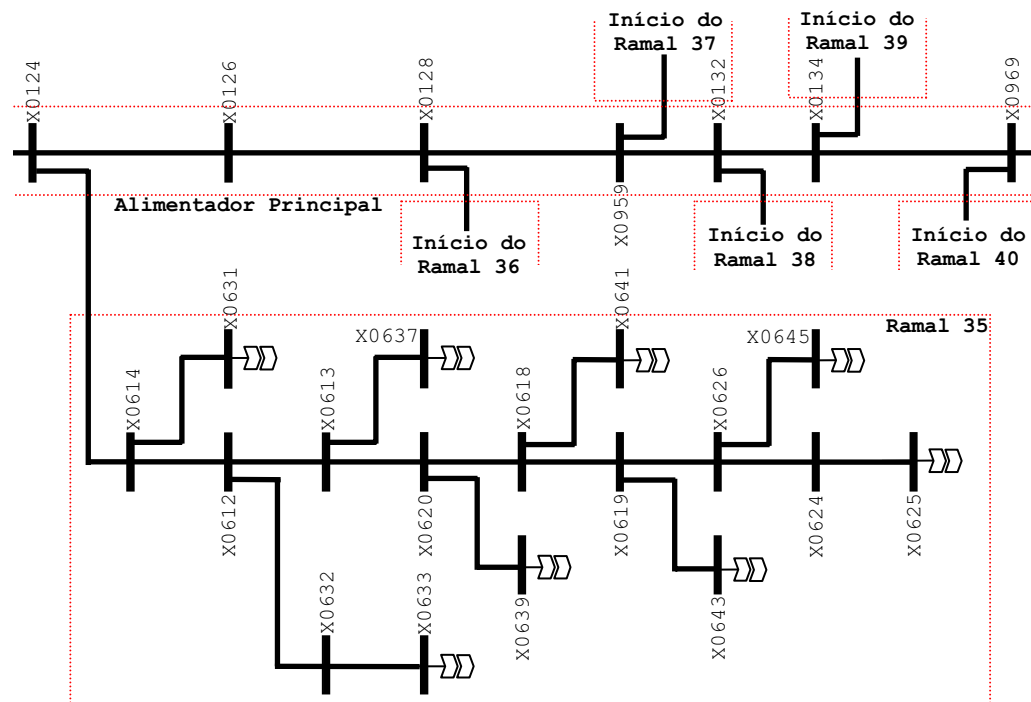 Início do
Ramal 37
Início do
Ramal 39
X0124
X0126
X0128
X0132
X0134
X0969
X0959
Alimentador Principal
Início do
Ramal 36
Início do
Ramal 38
Início do
Ramal 40
Ramal 35
X0631
X0637
X0641
X0645
X0614
X0613
X0618
X0626
X0612
X0620
X0619
X0624
X0625
X0632
X0633
X0639
X0643